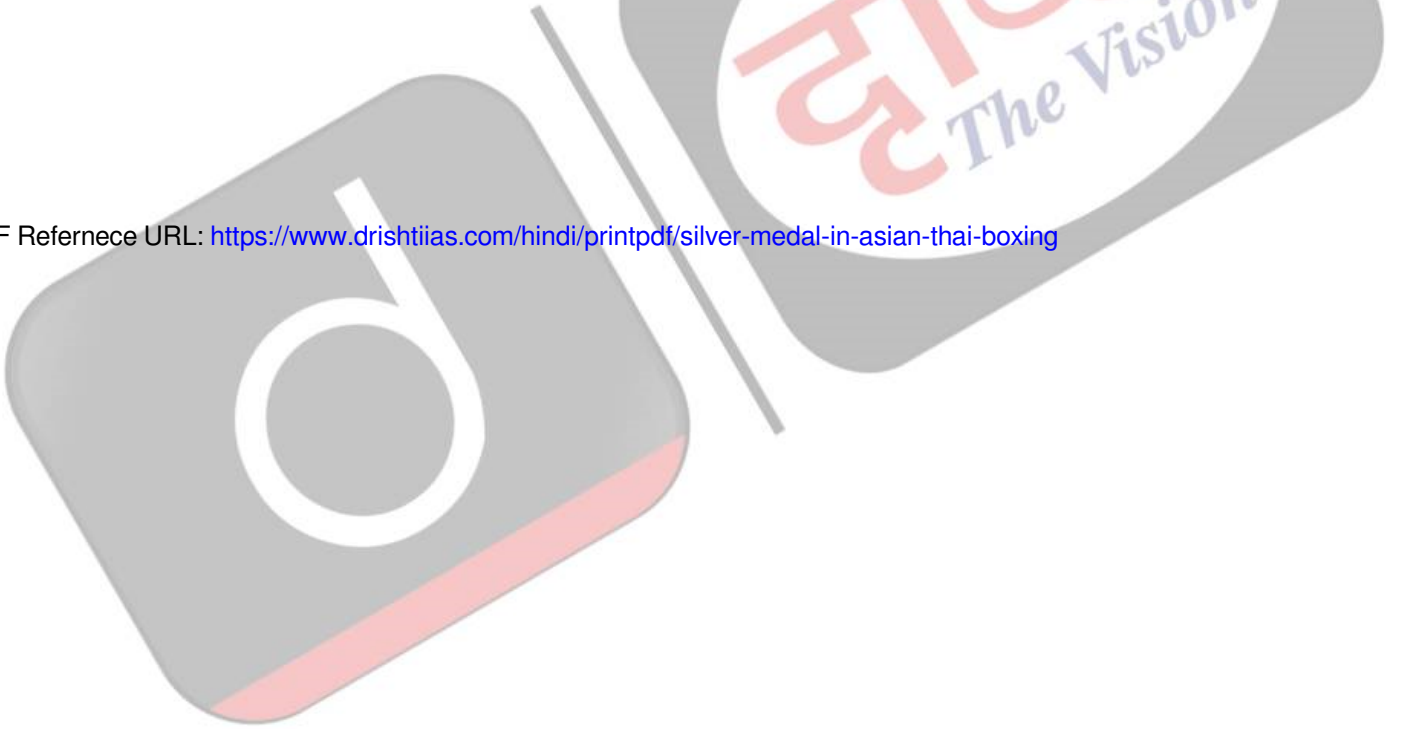 The Vision
F Refernece URL: https://www.drishtiias.com/hindi/printpdf/silver-medal-in-asian-thai-boxing
d